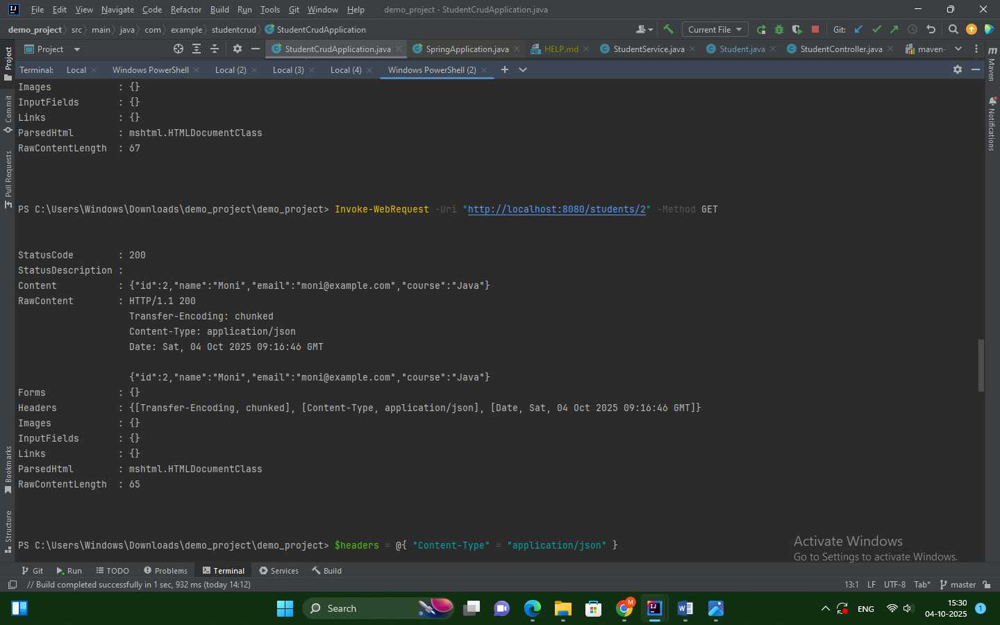 File Edit View Navigate Code Refactor Build Run Tools Git Window Help demo_project - StudentCrudApplication.java
demo_project src main java com example studentcrud StudentCrudApplication Current File Git:
Project StudentCrudApplication.java SpringApplication.java HELP.md StudentService.java Student.java StudentController.java maven-
Terminal: Local Windows PowerShell Local (2) Local (3) Local (4) Windows PowerShell (2)
Project
Commit
Pull Requests
Bookmarks
Structure
Maven
Notifications
Images : {}
InputFields : {}
Links : {}
ParsedHtml : mshtml.HTMLDocumentClass
RawContentLength : 67
PS C:\Users\Windows\Downloads\demo_project\demo_project> Invoke-WebRequest -Uri "http://localhost:8080/students/2" -Method GET
StatusCode : 200
StatusDescription :
Content : {"id":2,"name":"Moni","email":"moni@example.com","course":"Java"}
RawContent : HTTP/1.1 200
Transfer-Encoding: chunked
Content-Type: application/json
Date: Sat, 04 Oct 2025 09:16:46 GMT
{"id":2,"name":"Moni","email":"moni@example.com","course":"Java"}
Forms : {}
Headers : {[Transfer-Encoding, chunked], [Content-Type, application/json], [Date, Sat, 04 Oct 2025 09:16:46 GMT]}
Images : {}
InputFields : {}
Links : {}
ParsedHtml : mshtml.HTMLDocumentClass
RawContentLength : 65
PS C:\Users\Windows\Downloads\demo_project\demo_project> $headers = @{ "Content-Type" = "application/json" }
Activate Windows
Go to Settings to activate Windows.
Git Run TODO Problems Terminal Services Build
// Build completed successfully in 1 sec, 932 ms (today 14:12) 13:1 LF UTF-8 Tab* master
Search M ENG 15:30
04-10-2025 1